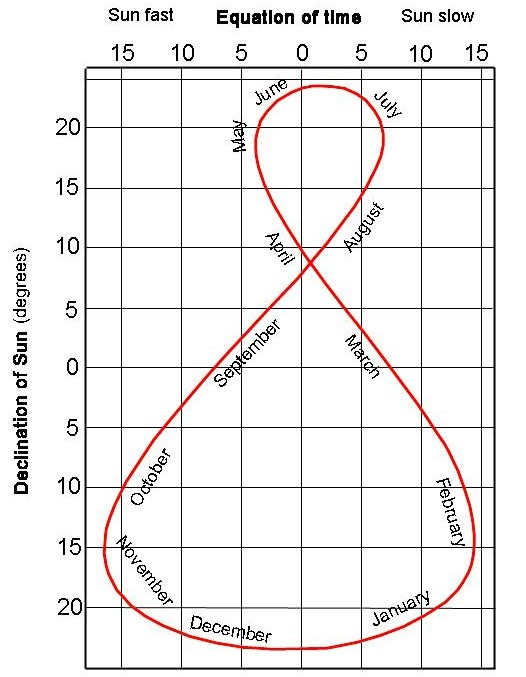 Sun fast Equation of time Sun slow
15 10 5 0 5 10 15
June
July
May
20
15
August
April
10
5
Declination of Sun (degrees)
September
March
0
5
October
February
10
November
15
January
December
20